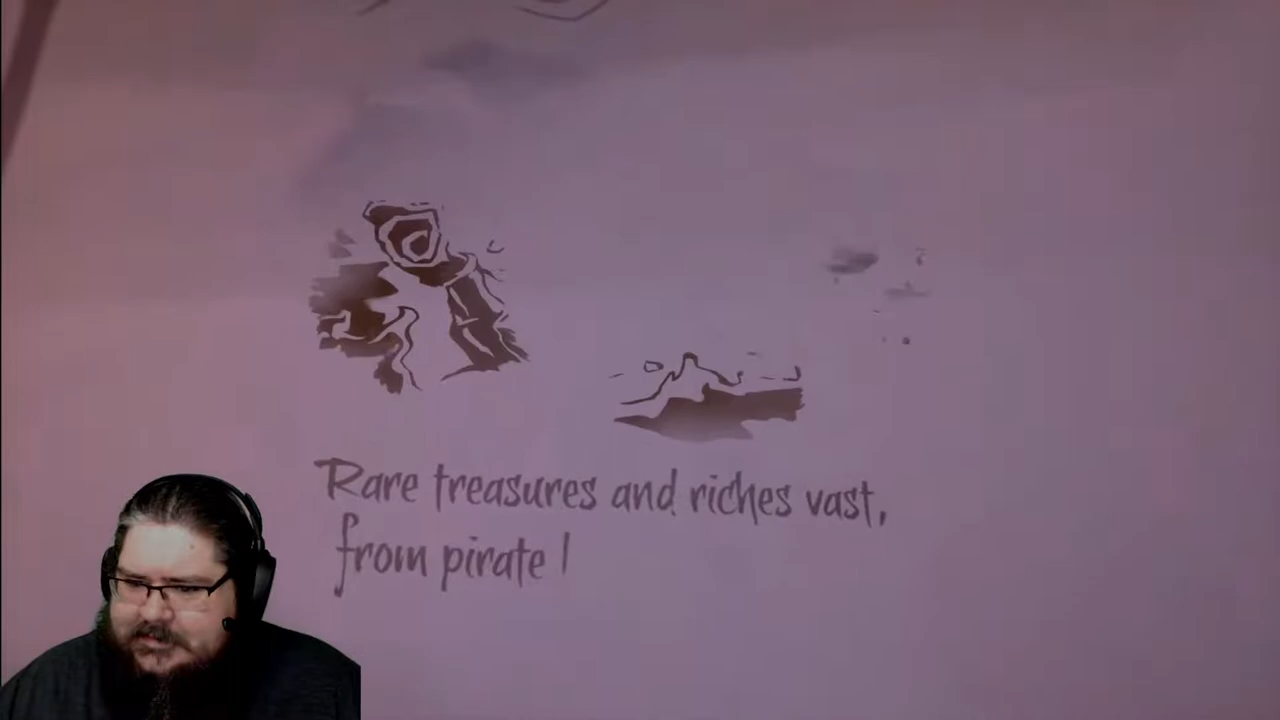 Rare treasures and riches vast,
from pirate l